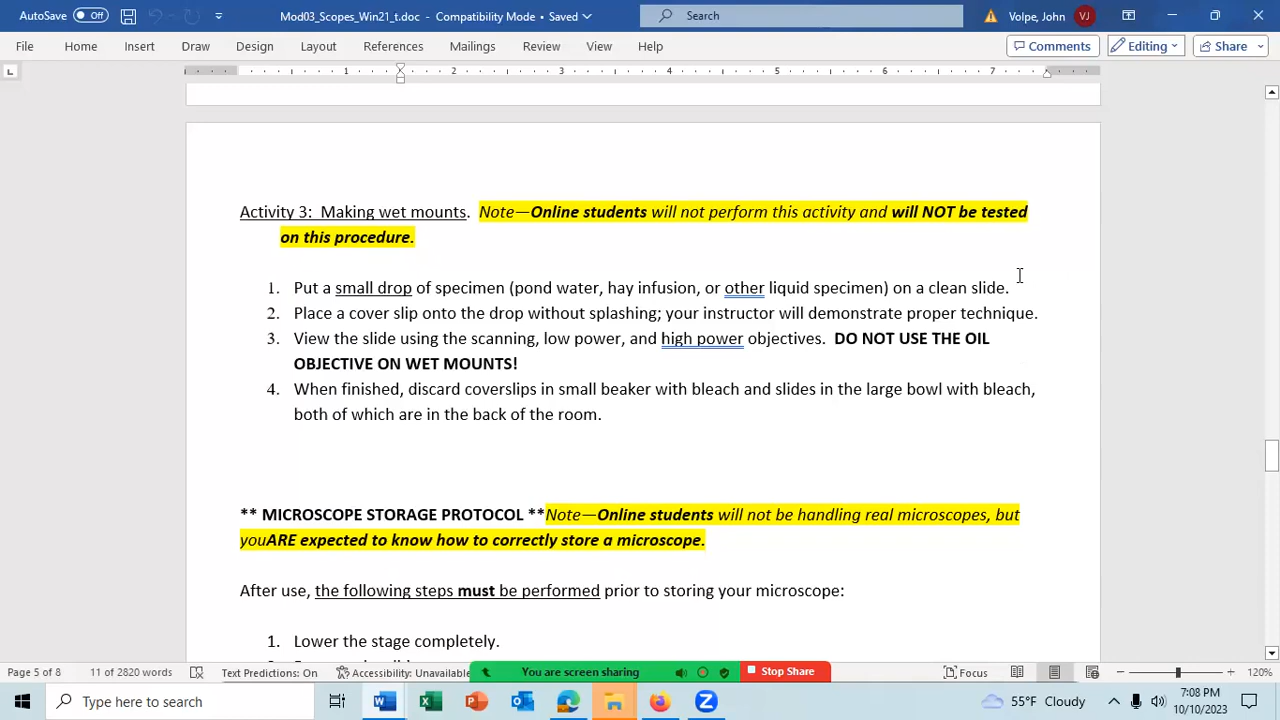 AutoSave Off Mod03_Scopes_Win21_t.doc - Compatibility Mode • Saved Search Volpe, John VJ
File Home Insert Draw Design Layout References Mailings Review View Help Comments Editing Share
1 2 3 4 5 6 7
Activity 3: Making wet mounts. Note—Online students will not perform this activity and will NOT be tested
on this procedure.
1. Put a small drop of specimen (pond water, hay infusion, or other liquid specimen) on a clean slide.
2. Place a cover slip onto the drop without splashing; your instructor will demonstrate proper technique.
3. View the slide using the scanning, low power, and high power objectives. DO NOT USE THE OIL
OBJECTIVE ON WET MOUNTS!
4. When finished, discard coverslips in small beaker with bleach and slides in the large bowl with bleach,
both of which are in the back of the room.
** MICROSCOPE STORAGE PROTOCOL **Note—Online students will not be handling real microscopes, but
youARE expected to know how to correctly store a microscope.
After use, the following steps must be performed prior to storing your microscope:
1. Lower the stage completely.
Page 5 of 8 11 of 2820 words Text Predictions: On Accessibility: Unavailable You are screen sharing Stop Share Focus 120%
Type here to search 55°F Cloudy 7:08 PM
10/10/2023